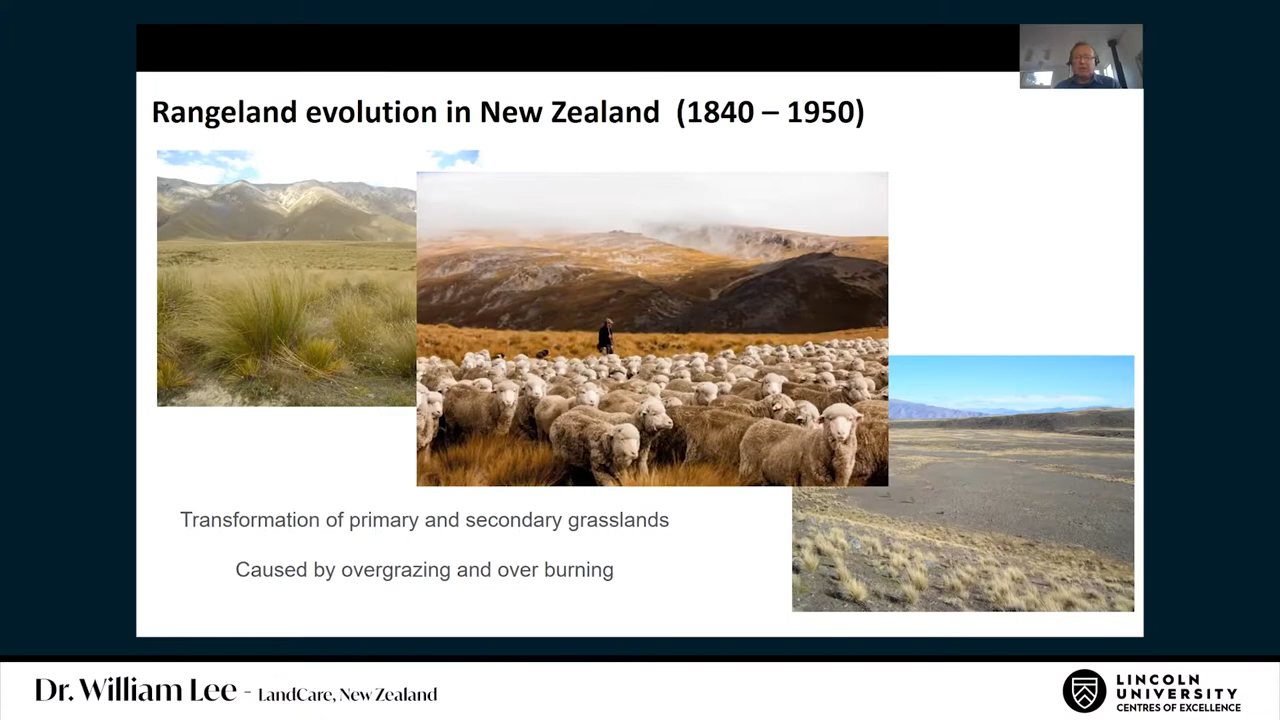 Rangeland evolution in New Zealand (1840 – 1950)
Transformation of primary and secondary grasslands
Caused by overgrazing and over burning
Dr. William Lee - LandCare, New Zealand
LINCOLN
UNIVERSITY
CENTRES OF EXCELLENCE